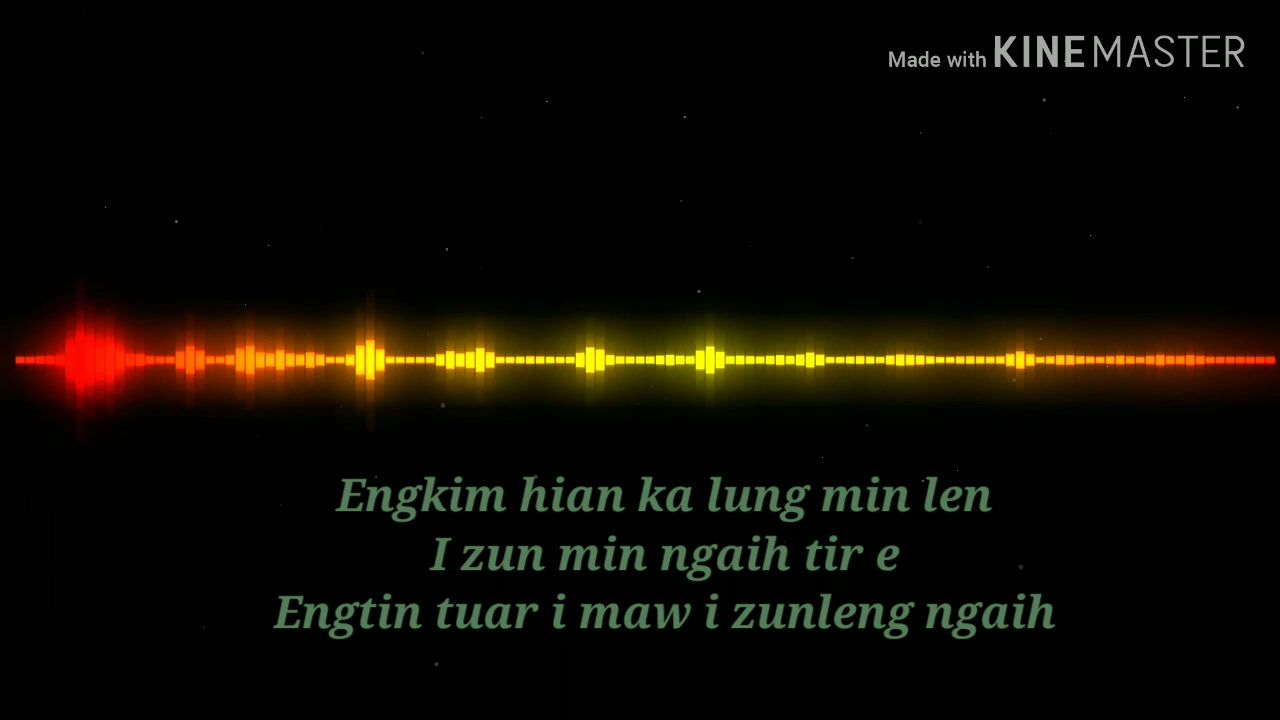 Made with KINEMASTER
Engkim hian ka lung min len
I zun min ngaih tir e
Engtin tuar i maw i zunleng ngaih